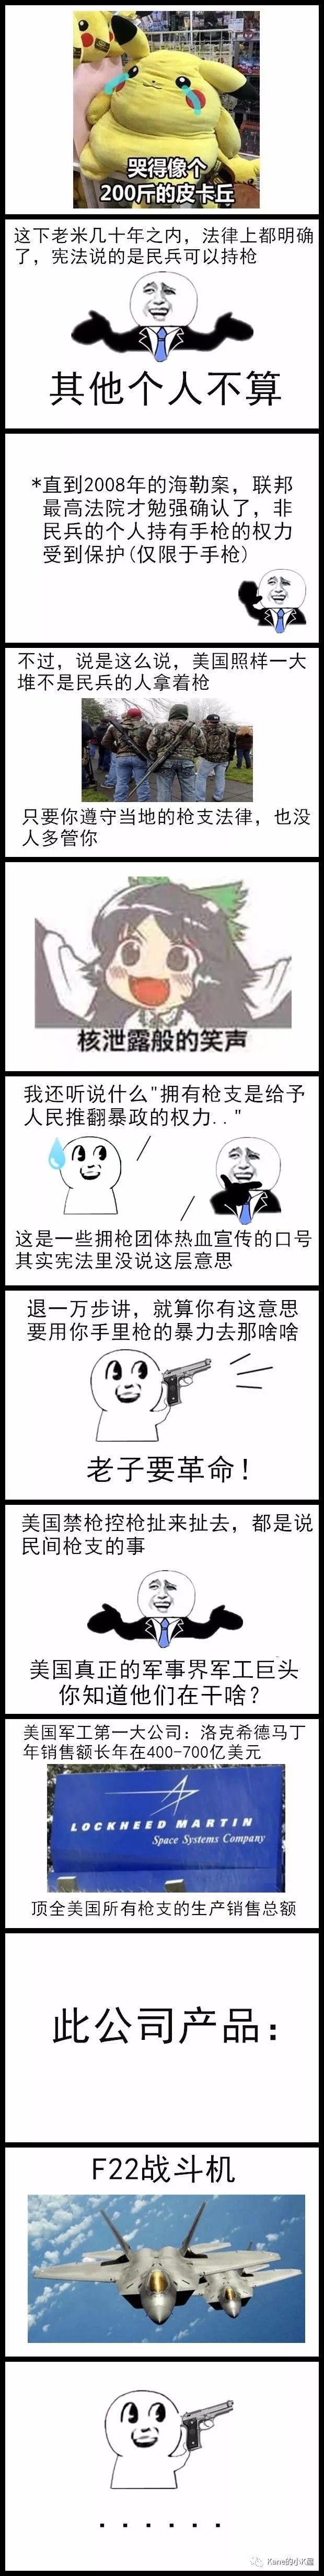 哭得像个
200斤的皮卡丘
这下老米几十年之内，法律上都明确
了，宪法说的是民兵可以持枪
其他个人不算
*直到2008年的海勒案，联邦
最高法院才勉强确认了，非
民兵的个人持有手枪的权力
受到保护(仅限于手枪)
不过，说是这么说，美国照样一大
堆不是民兵的人拿着枪
只要你遵守当地的枪支法律，也没
人多管你
核泄露般的笑声
我还听说什么"拥有枪支是给予
人民推翻暴政的权力.."
这是一些拥枪团体热血宣传的口号
其实宪法里没说这层意思
退一万步讲，就算你有这意思
要用你手里枪的暴力去那啥啥
老子要革命！
美国禁枪控枪扯来扯去，都是说
民间枪支的事
美国真正的军事界军工巨头
你知道他们在干啥？
美国军工第一大公司：洛克希德马丁
年销售额长年在400-700亿美元
LOCKHEED MARTIN
Space Systems Company
顶全美国所有枪支的生产销售总额
此公司产品：
F22战斗机
......